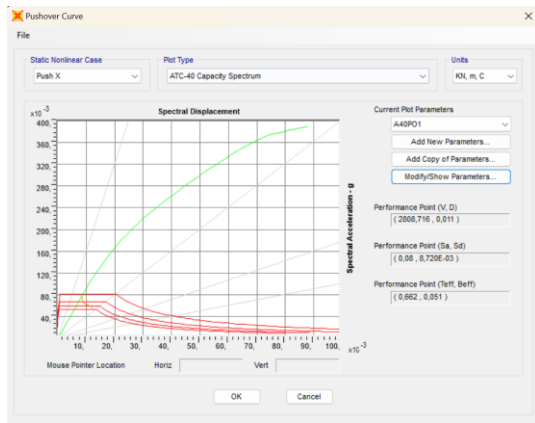 Pushover Curve
File
Static Nonlinear Case
Push X
Plot Type
ATC-40 Capacity Spectrum
Units
KN, m, C
Spectral Displacement
x10 -3
400,
360,
320,
280,
240,
200,
160,
120,
80,
40,
10, 20, 30, 40, 50, 60, 70, 80, 90, 100,
x10 -3
Spectral Acceleration - g
Mouse Pointer Location Horiz Vert
Current Plot Parameters
A40PO1
Add New Parameters...
Add Copy of Parameters...
Modify/Show Parameters...
Performance Point (V, D)
( 2808,716 , 0,011 )
Performance Point (Sa, Sd)
( 0,08 , 8,720E-03 )
Performance Point (Teff, Beff)
( 0,662 , 0,051 )
OK Cancel